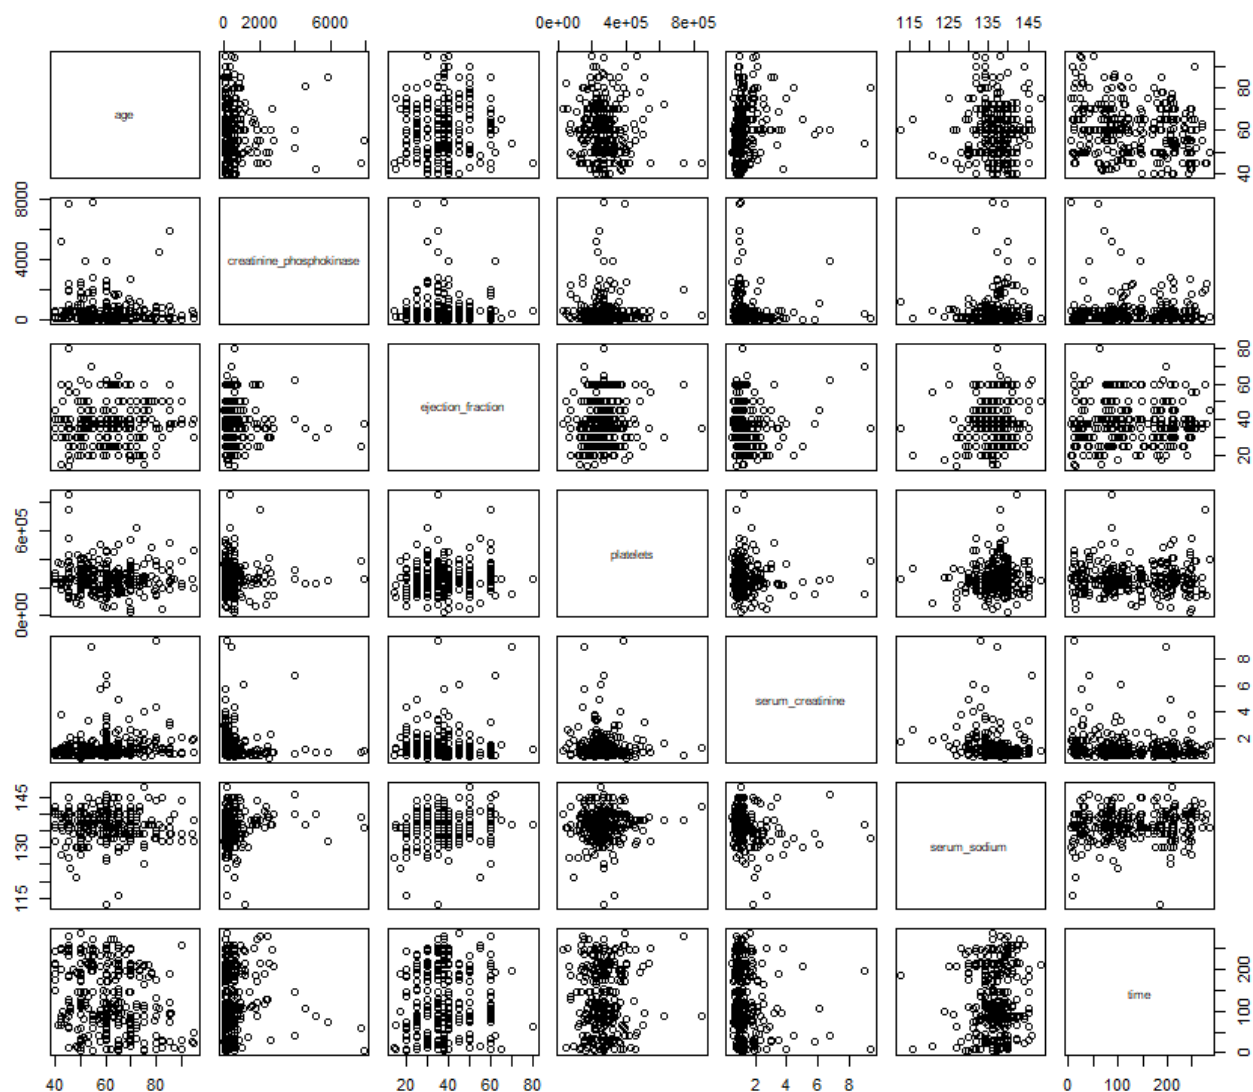 0 2000 6000 0e+00 4e+05 8e+05 115 135 145
age
40 60 80
0 4000 8000
creatinine_phosphokinase
ejection_fraction
20 40 60 80
0e+00 6e+05
platelets
serum_creatinine
2 4 6 8
115 130 145
serum_sodium
time
0 100 200
40 60 80 20 40 60 80 2 4 6 8 0 100 200